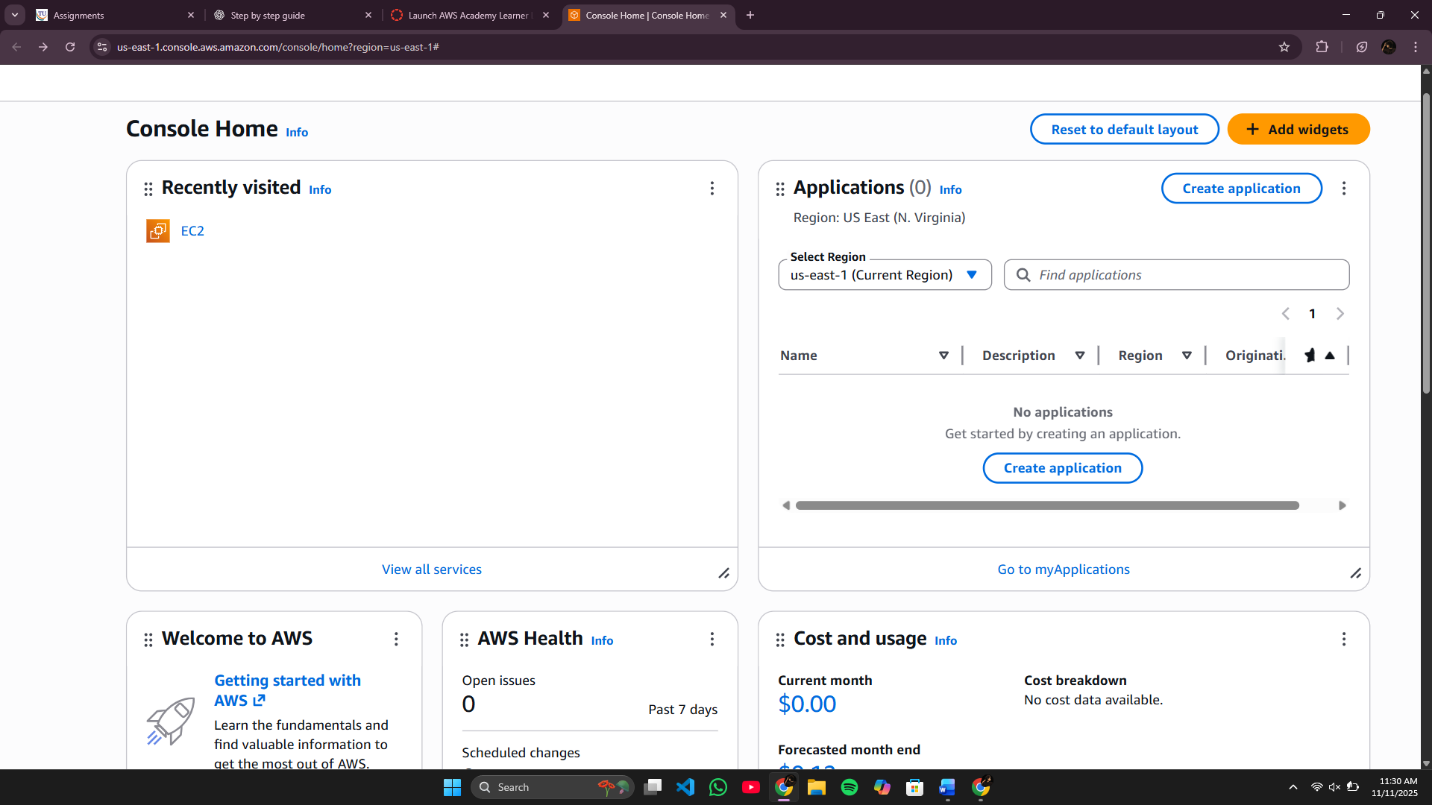 Assignments
Step by step guide
Launch AWS Academy Learner
Console Home | Console Home
us-east-1.console.aws.amazon.com/console/home?region=us-east-1#
Console Home Info
Reset to default layout
Add widgets
Recently visited Info
EC2
View all services
Applications (0) Info
Create application
Region: US East (N. Virginia)
Select Region
us-east-1 (Current Region)
Find applications
1
Name Description Region Originati.
No applications
Get started by creating an application.
Create application
Go to myApplications
Welcome to AWS
Getting started with
AWS
Learn the fundamentals and
find valuable information to
get the most out of AWS.
AWS Health Info
Open issues
0
Past 7 days
Scheduled changes
Cost and usage Info
Current month
$0.00
Cost breakdown
No cost data available.
Forecasted month end
Search
11:30 AM
11/11/2025